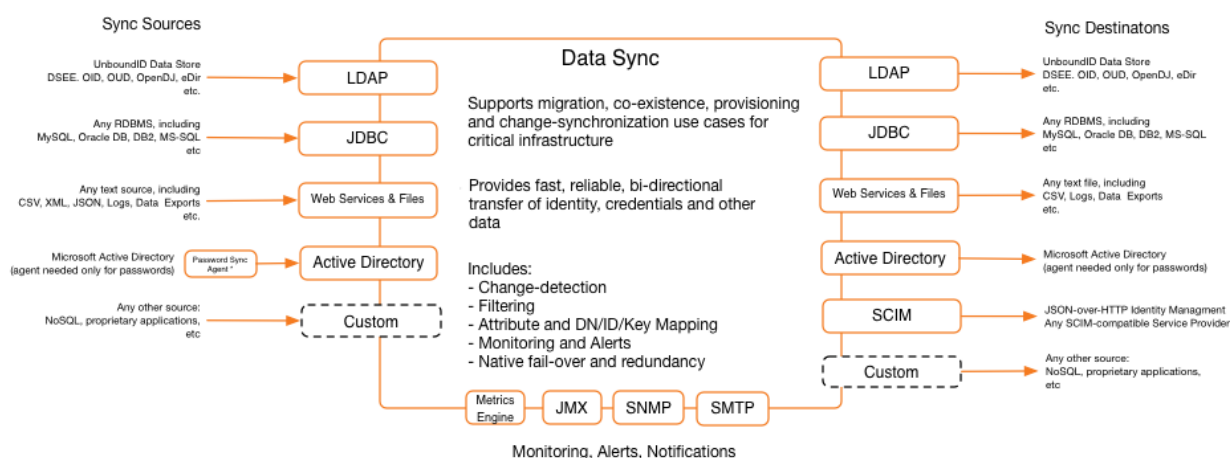 Sync Sources
UnboundID Data Store
DSEE. OID, OUD, OpenDJ, eDir
etc.
Any RDBMS, including
MySQL, Oracle DB, DB2, MS-SQL
etc
Any text source, including
CSV, XML, JSON, Logs, Data Exports
etc.
Microsoft Active Directory
(agent needed only for passwords)
Password Sync
Agent *
Any other source:
NoSQL, proprietary applications,
etc
LDAP
JDBC
Web Services & Files
Active Directory
Custom
Data Sync
Supports migration, co-existence, provisioning
and change-synchronization use cases for
critical infrastructure
Provides fast, reliable, bi-directional
transfer of identity, credentials and other
data
Includes:
- Change-detection
- Filtering
- Attribute and DN/ID/Key Mapping
- Monitoring and Alerts
- Native fail-over and redundancy
Metrics
Engine
JMX
SNMP
SMTP
Monitoring, Alerts, Notifications
LDAP
JDBC
Web Services & Files
Active Directory
SCIM
Custom
Sync Destinatons
UnboundID Data Store
DSEE. OID, OUD, OpenDJ, eDir
etc.
Any RDBMS, including
MySQL, Oracle DB, DB2, MS-SQL
etc
Any text file, including
CSV, Logs, Data Exports
etc.
Microsoft Active Directory
(agent needed only for passwords)
JSON-over-HTTP Identity Managment
Any SCIM-compatible Service Provider
Any other source:
NoSQL, proprietary applications,
etc